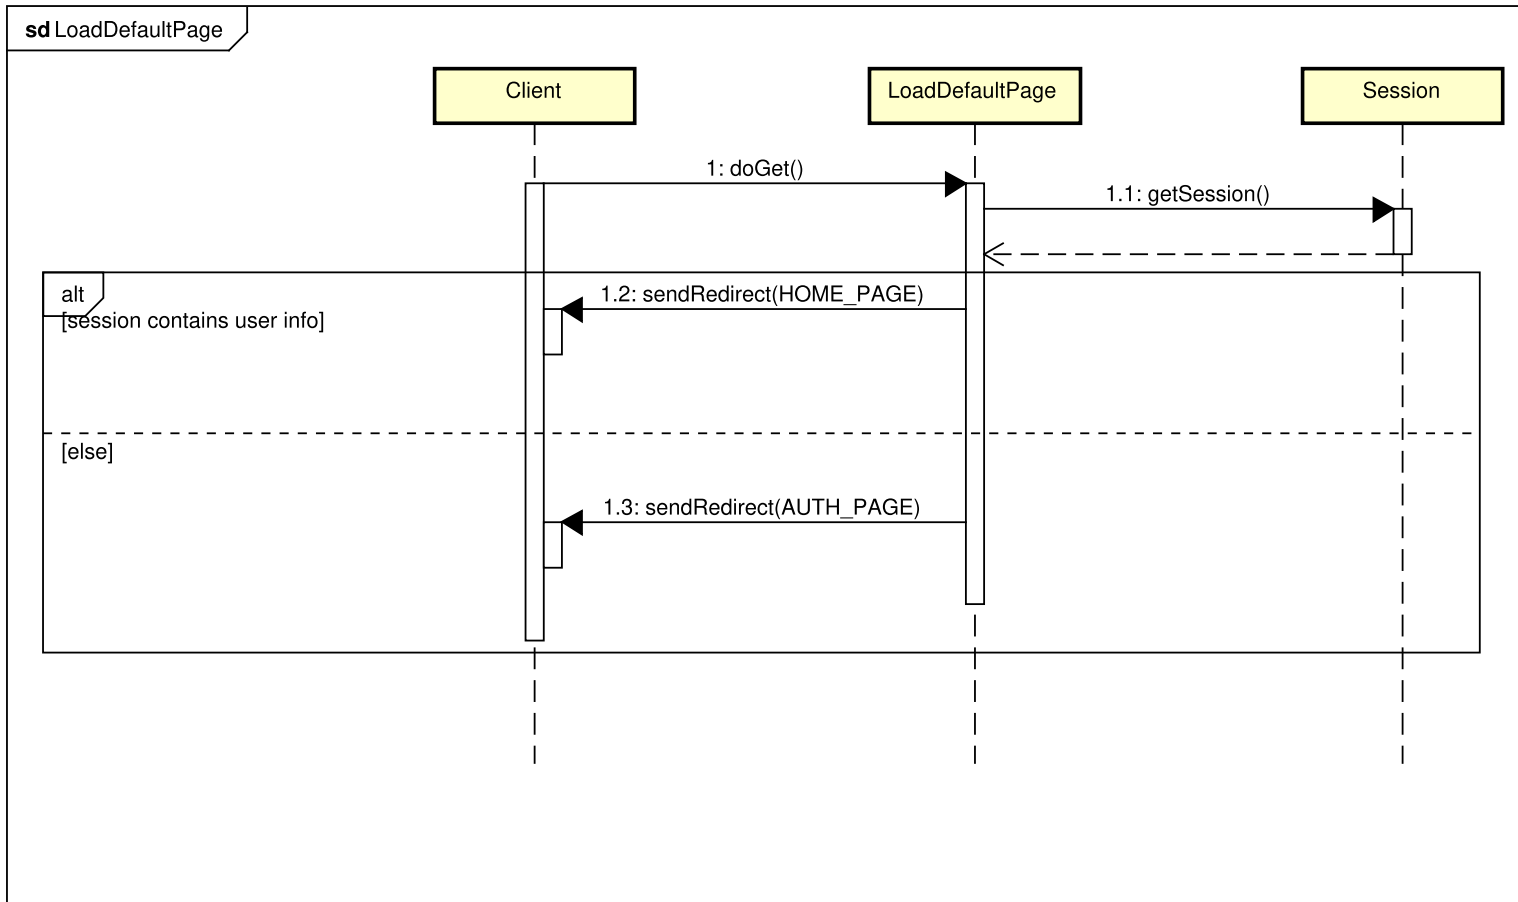 sd LoadDefaultPage
Client
LoadDefaultPage
Session
1: doGet()
1.1: getSession()
alt
1.2: sendRedirect(HOME_PAGE)
[session contains user info]
[else]
1.3: sendRedirect(AUTH_PAGE)